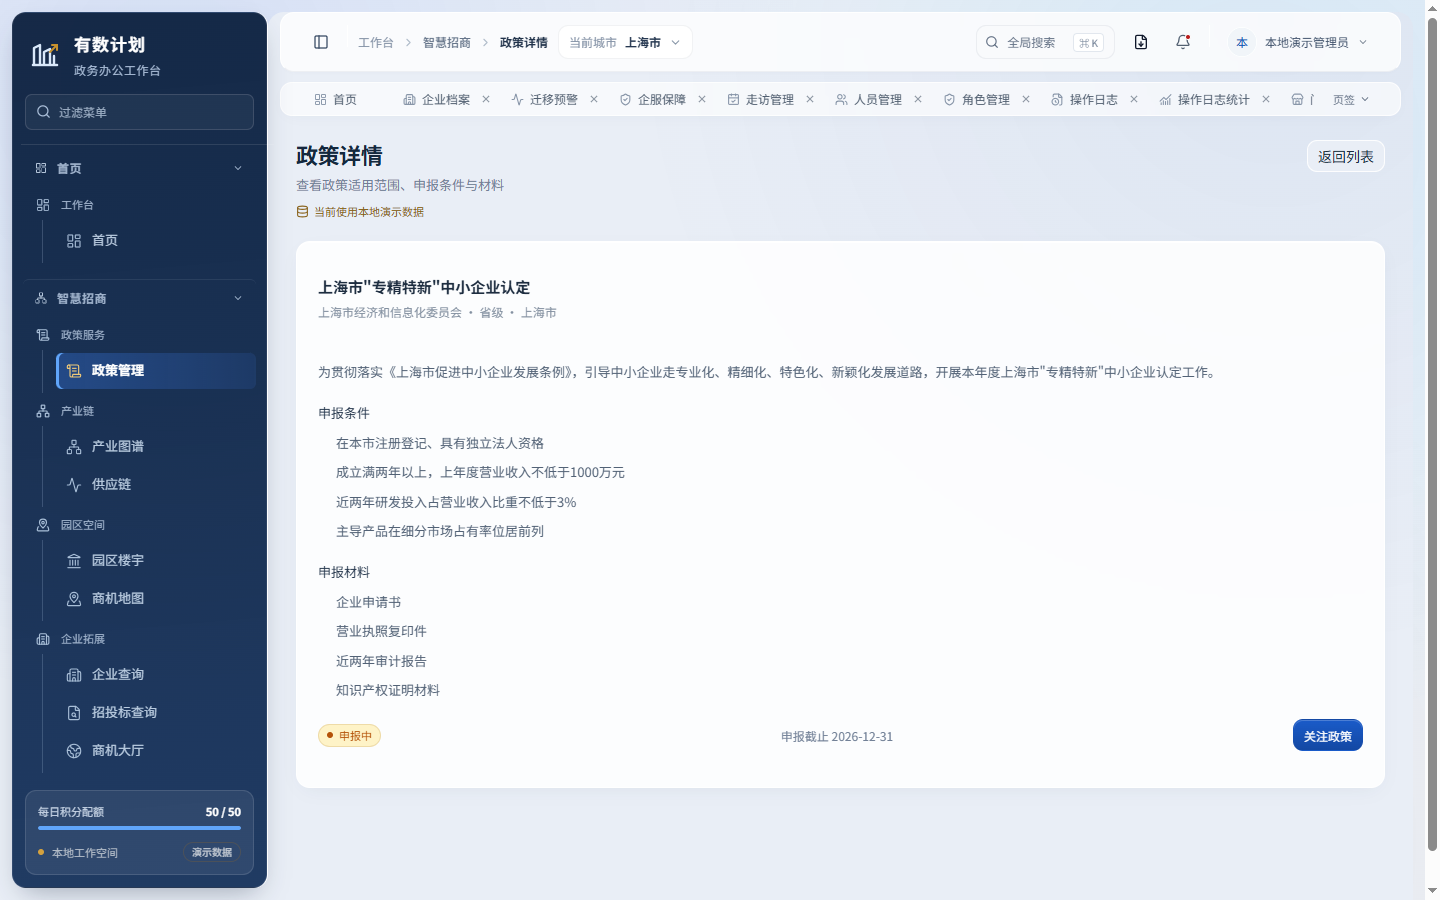 有数计划
政务办公工作台
过滤菜单
首页
工作台
首页
智慧招商
政策服务
政策管理
产业链
产业图谱
供应链
园区空间
园区楼宇
商机地图
企业拓展
企业查询
招投标查询
商机大厅
每日积分配额 50 / 50
本地工作空间 演示数据
工作台 智慧招商 政策详情 当前城市 上海市 全局搜索 ⌘K 本 本地演示管理员
首页 企业档案 迁移预警 企服保障 走访管理 人员管理 角色管理 操作日志 操作日志统计 页签
政策详情
返回列表
查看政策适用范围、申报条件与材料
当前使用本地演示数据
上海市"专精特新"中小企业认定
上海市经济和信息化委员会 • 省级 • 上海市
为贯彻落实《上海市促进中小企业发展条例》，引导中小企业走专业化、精细化、特色化、新颖化发展道路，开展本年度上海市"专精特新"中小企业认定工作。
申报条件
在本市注册登记、具有独立法人资格
成立满两年以上，上年度营业收入不低于1000万元
近两年研发投入占营业收入比重不低于3%
主导产品在细分市场占有率位居前列
申报材料
企业申请书
营业执照复印件
近两年审计报告
知识产权证明材料
申报中 申报截止 2026-12-31 关注政策